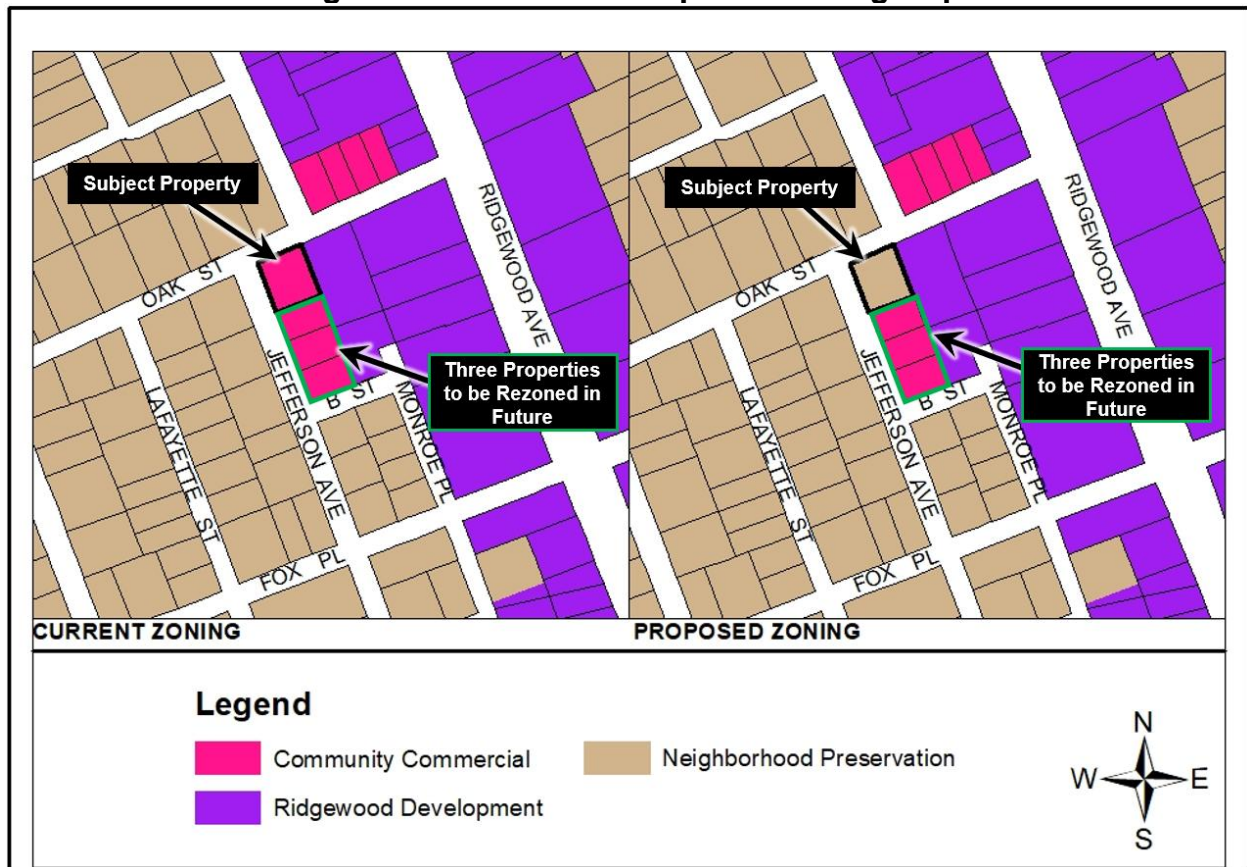 Subject Property
OAK ST
LAFAYETTE ST
JEFFERSON AVE
B ST
MONROE PL
RIDGEWOOD AVE
FOX PL
Three Properties
to be Rezoned in
Future
CURRENT ZONING
Subject Property
OAK ST
LAFAYETTE ST
JEFFERSON AVE
B ST
MONROE PL
RIDGEWOOD AVE
FOX PL
Three Properties
to be Rezoned in
Future
PROPOSED ZONING
Legend
Community Commercial
Neighborhood Preservation
Ridgewood Development
N
W
E
S